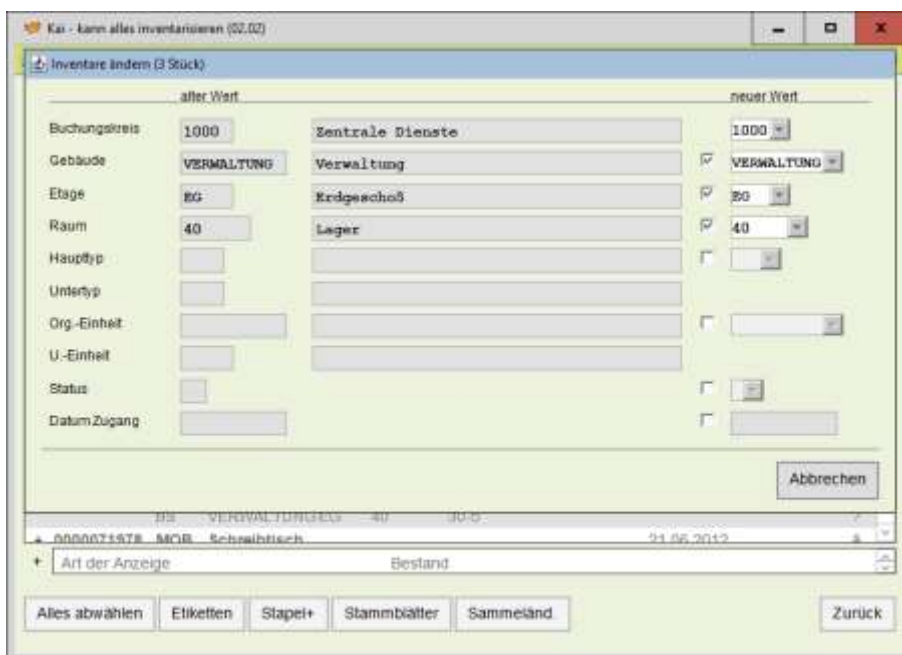 Kai - kann alles inventarisieren (02.02)
Inventare ändern (3 Stück)
alter Wert neuer Wert
Buchungskreis 1000 Zentrale Dienste 1000
Gebäude VERWALTUNG Verwaltung VERWALTUNG
Etage EG Erdgeschoß EG
Raum 40 Lager 40
Haupttyp
Untertyp
Org.-Einheit
U.-Einheit
Status
Datum Zugang
Abbrechen
VERWALTUNG EG 40
0000071978 MOB Schreibtisch 21.06.2012
+ Art der Anzeige Bestand
Alles abwählen Etiketten Stapel+ Stammblätter Sammeländ. Zurück